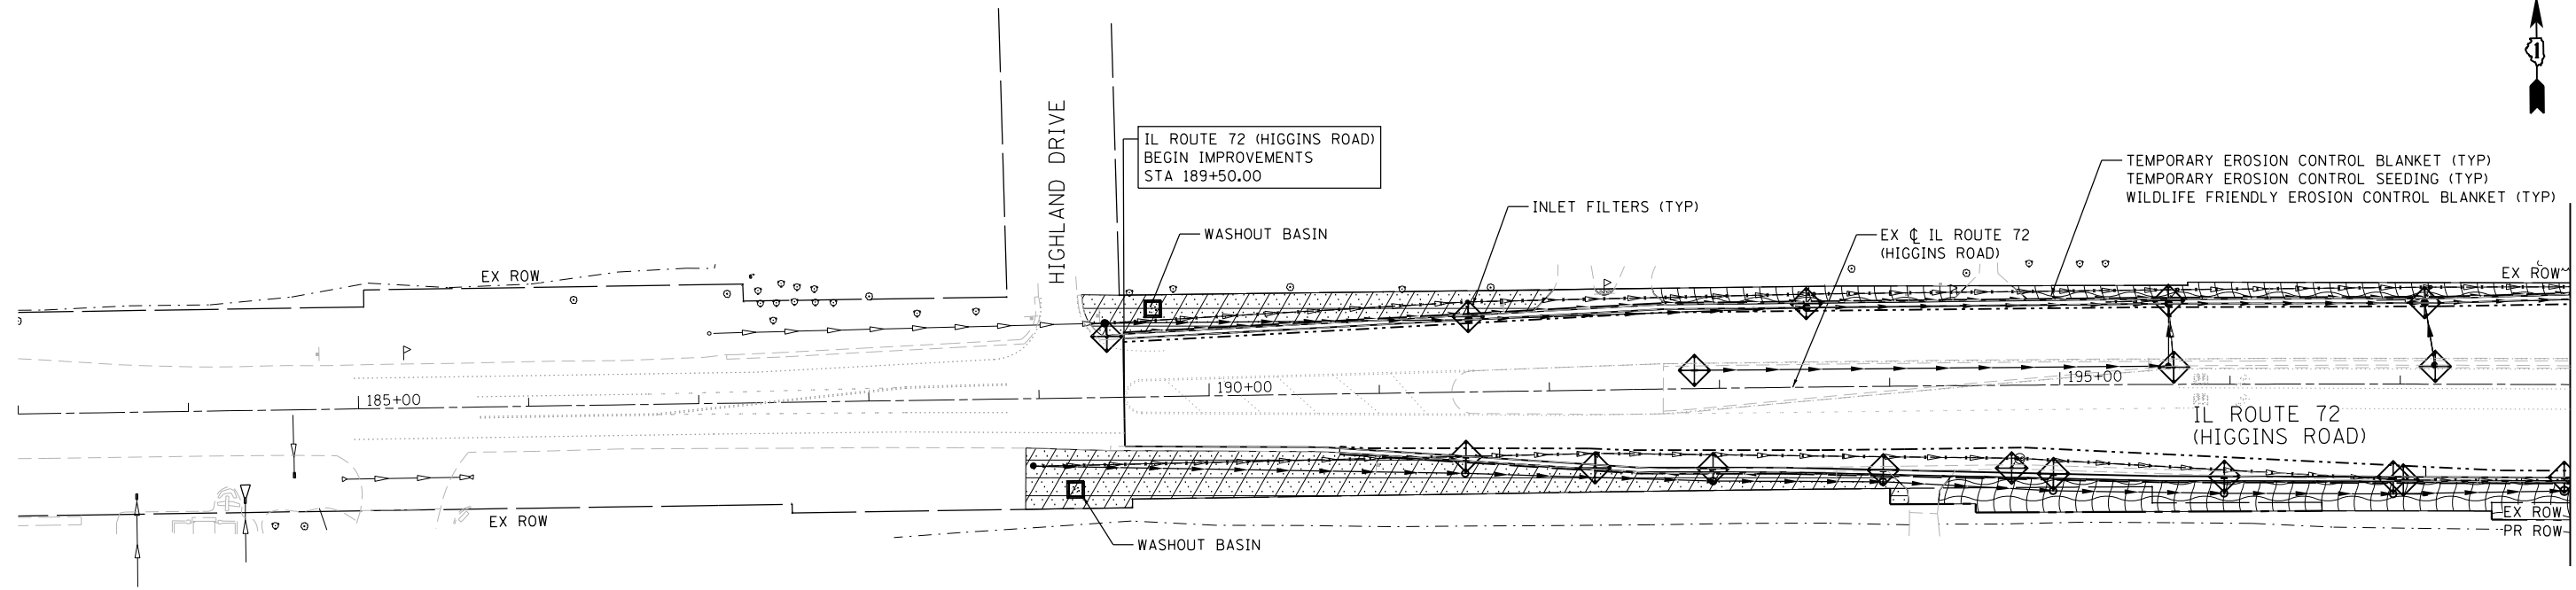 1
HIGHLAND DRIVE
IL ROUTE 72 (HIGGINS ROAD)
BEGIN IMPROVEMENTS
STA 189+50.00
TEMPORARY EROSION CONTROL BLANKET (TYP)
TEMPORARY EROSION CONTROL SEEDING (TYP)
WILDLIFE FRIENDLY EROSION CONTROL BLANKET (TYP)
INLET FILTERS (TYP)
WASHOUT BASIN
EX ℄ IL ROUTE 72
(HIGGINS ROAD)
EX ROW
EX ROW
185+00
190+00
195+00
IL ROUTE 72
(HIGGINS ROAD)
EX ROW
EX ROW
PR ROW
WASHOUT BASIN